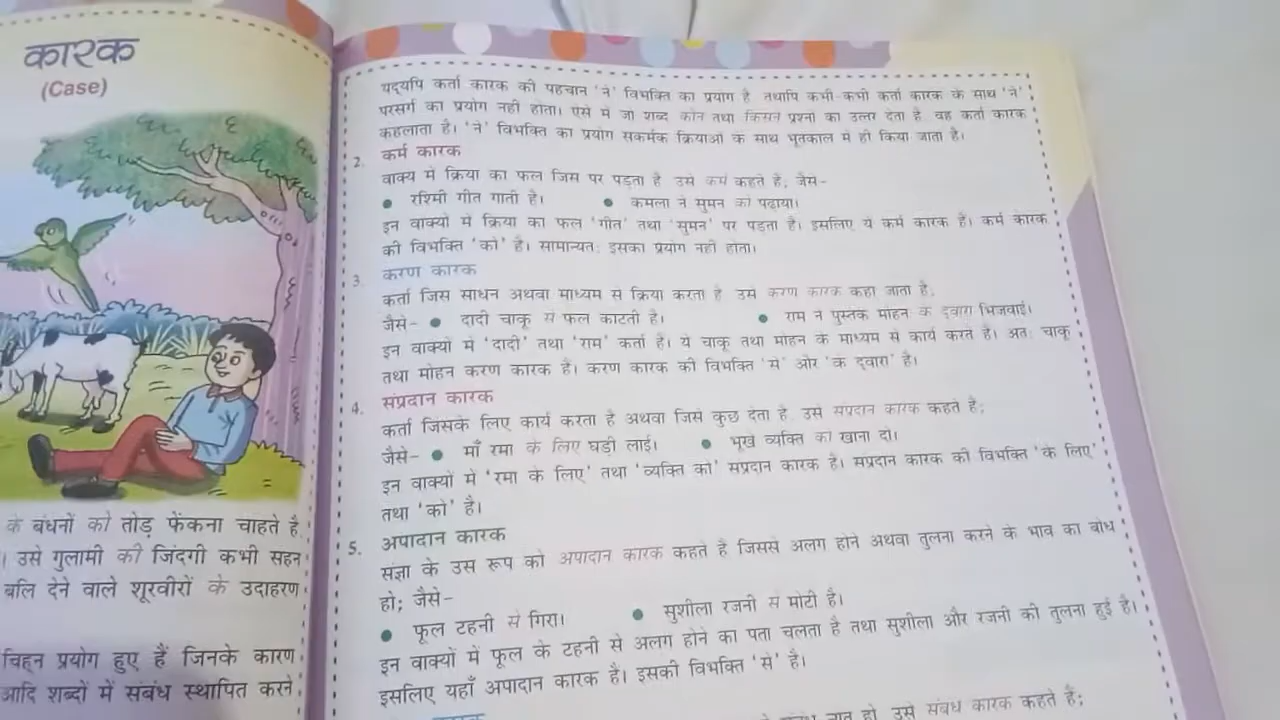 कारक
(Case)
के बंधनों को तोड़ फेंकना चाहते है
। उसे गुलामी की जिंदगी कभी सहन
बलि देने वाले शूरवीरों के उदाहरण
चिह्न प्रयोग हुए हैं जिनके कारण
आदि शब्दों में संबंध स्थापित करने
यद्यपि कर्ता कारक की पहचान 'ने' विभक्ति का प्रयोग है तथापि कभी-कभी कर्ता कारक के साथ 'ने'
परसर्ग का प्रयोग नहीं होता। ऐसे में जो शब्द कौन तथा किसने प्रश्नों का उत्तर देता है, वह कर्ता कारक
कहलाता है। 'ने' विभक्ति का प्रयोग सकर्मक क्रियाओं के साथ भूतकाल में ही किया जाता है।
2. कर्म कारक
वाक्य में क्रिया का फल जिस पर पड़ता है, उसे कर्म कहते है; जैसे–
● रश्मि गीत गाती है। ● कमला ने सुमन को पढ़ाया।
इन वाक्यों में क्रिया का फल 'गीत' तथा 'सुमन' पर पड़ता है। इसलिए ये कर्म कारक हैं। कर्म कारक
की विभक्ति 'को' है। सामान्यत: इसका प्रयोग नहीं होता।
3. करण कारक
कर्ता जिस साधन अथवा माध्यम से क्रिया करता है, उसे करण कारक कहा जाता है;
जैसे– ● दादी चाकू से फल काटती है। ● राम ने पुस्तक मोहन के द्वारा भिजवाई।
इन वाक्यों में 'दादी' तथा 'राम' कर्ता हैं। ये चाकू तथा मोहन के माध्यम से कार्य करते हैं। अत: चाकू
तथा मोहन करण कारक हैं। करण कारक की विभक्ति 'से' और 'के द्वारा' है।
4. संप्रदान कारक
कर्ता जिसके लिए कार्य करता है अथवा जिसे कुछ देता है, उसे संप्रदान कारक कहते है;
जैसे– ● माँ रमा के लिए घड़ी लाई। ● भूखे व्यक्ति को खाना दो।
इन वाक्यों में 'रमा के लिए' तथा 'व्यक्ति को' संप्रदान कारक है। संप्रदान कारक की विभक्ति 'के लिए'
तथा 'को' है।
5. अपादान कारक
संज्ञा के उस रूप को अपादान कारक कहते है जिससे अलग होने अथवा तुलना करने के भाव का बोध
हो; जैसे–
● फूल टहनी से गिरा। ● सुशीला रजनी से मोटी है।
इन वाक्यों में फूल के टहनी से अलग होने का पता चलता है तथा सुशीला और रजनी की तुलना हुई है।
इसलिए यहाँ अपादान कारक है। इसकी विभक्ति 'से' है।
हो, उसे संबंध कारक कहते है;